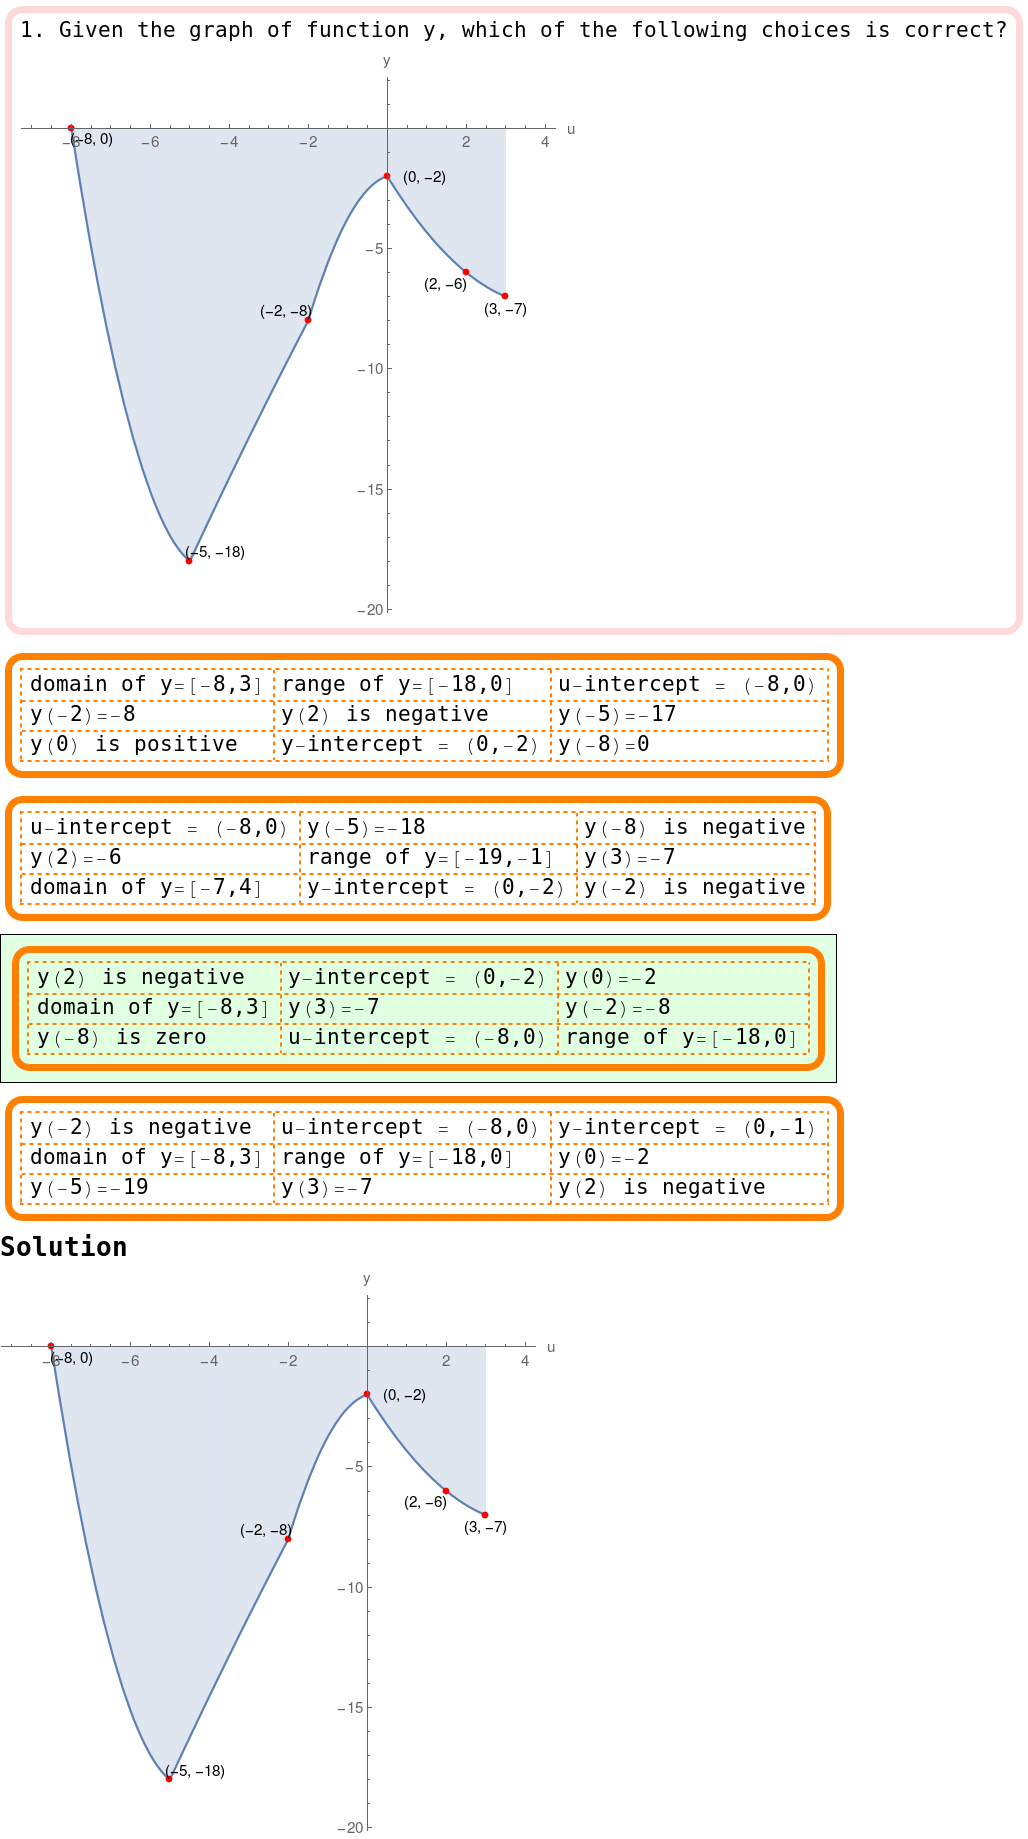 1. Given the graph of function y, which of the following choices is correct?
y
u
(-8, 0)
-8 -6 -4 -2 2 4
(0, -2)
-5
(2, -6)
(3, -7)
(-2, -8)
-10
-15
(-5, -18)
-20
domain of y=[-8,3] range of y=[-18,0] u-intercept = (-8,0)
y(-2)=-8 y(2) is negative y(-5)=-17
y(0) is positive y-intercept = (0,-2) y(-8)=0
u-intercept = (-8,0) y(-5)=-18 y(-8) is negative
y(2)=-6 range of y=[-19,-1] y(3)=-7
domain of y=[-7,4] y-intercept = (0,-2) y(-2) is negative
y(2) is negative y-intercept = (0,-2) y(0)=-2
domain of y=[-8,3] y(3)=-7 y(-2)=-8
y(-8) is zero u-intercept = (-8,0) range of y=[-18,0]
y(-2) is negative u-intercept = (-8,0) y-intercept = (0,-1)
domain of y=[-8,3] range of y=[-18,0] y(0)=-2
y(-5)=-19 y(3)=-7 y(2) is negative
Solution
y
u
(-8, 0)
-8 -6 -4 -2 2 4
(0, -2)
-5
(2, -6)
(3, -7)
(-2, -8)
-10
-15
(-5, -18)
-20